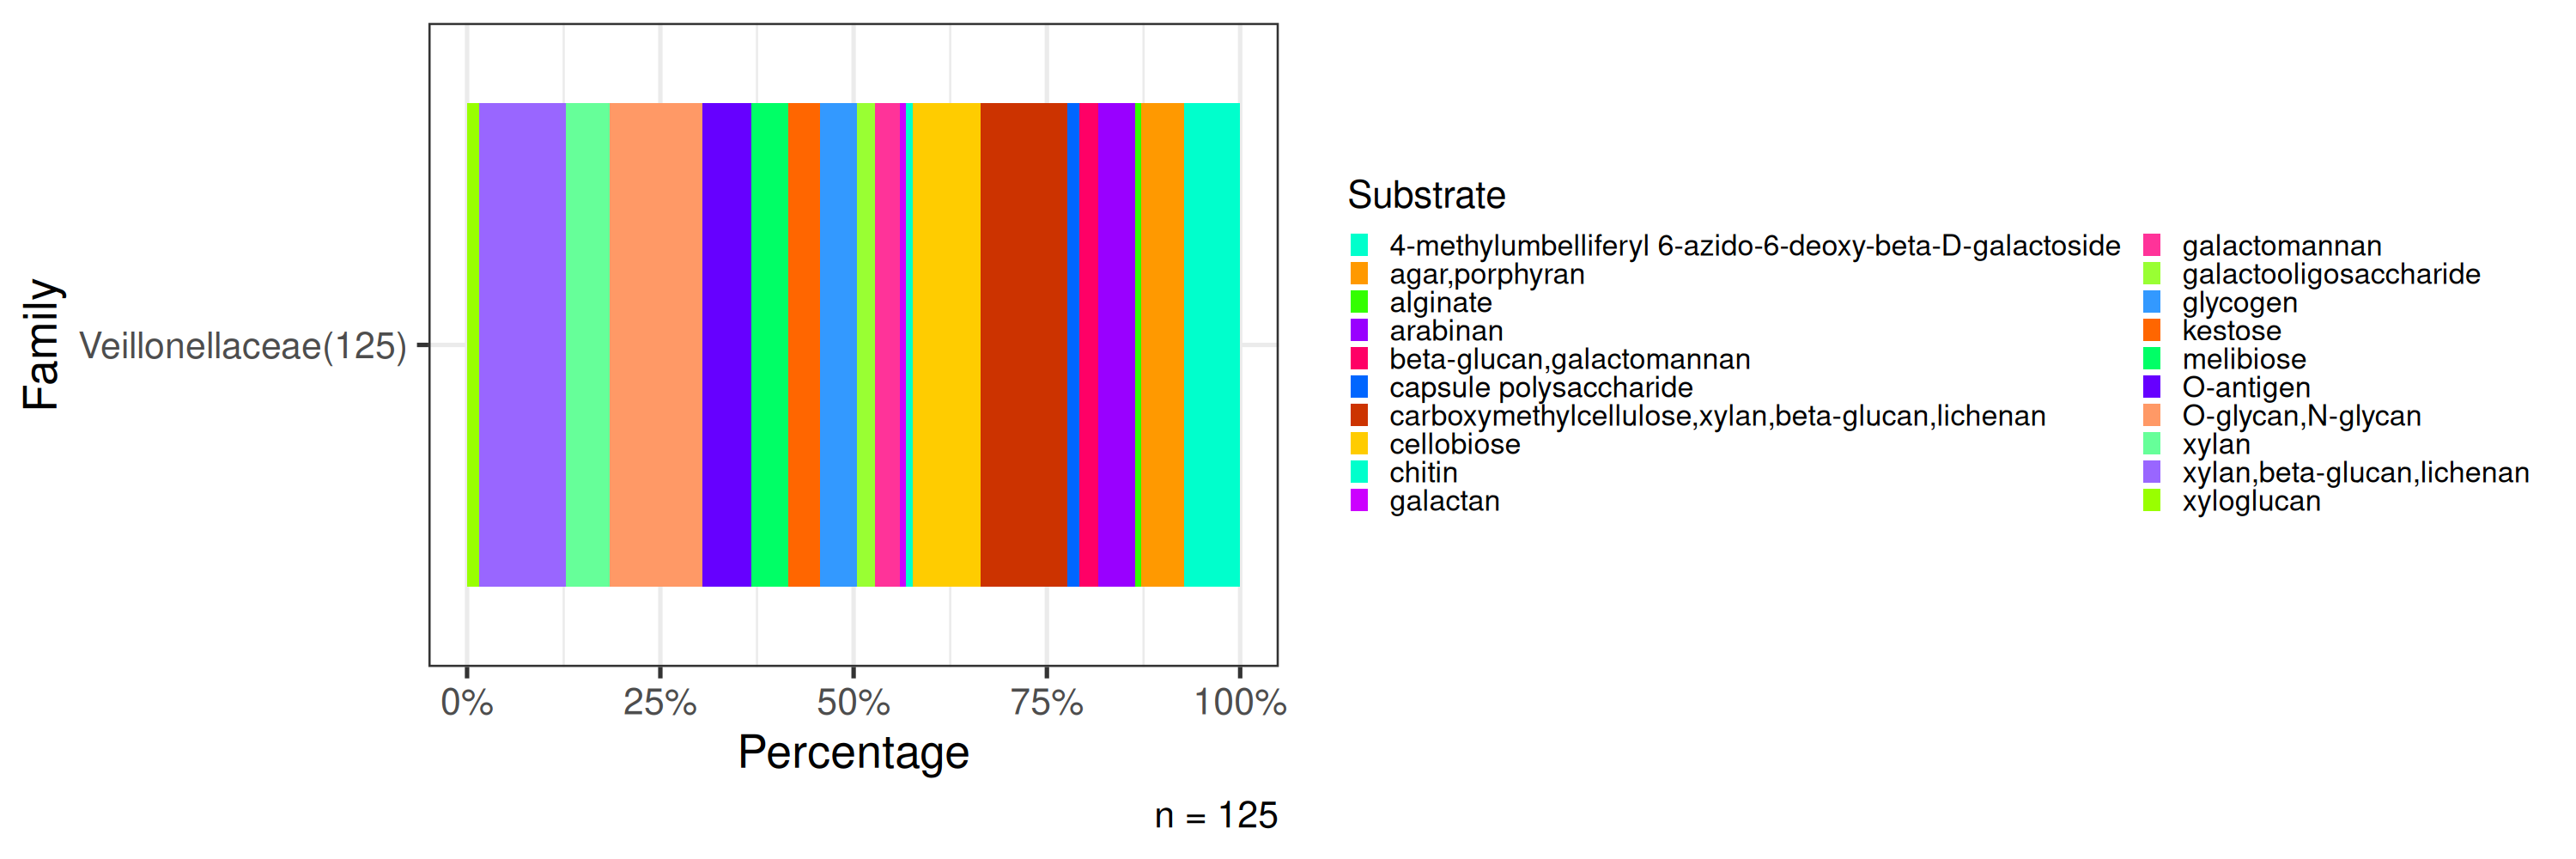 Family
Veillonellaceae(125)
0% 25% 50% 75% 100%
Percentage
n = 125
Substrate
4-methylumbelliferyl 6-azido-6-deoxy-beta-D-galactoside
agar,porphyran
alginate
arabinan
beta-glucan,galactomannan
capsule polysaccharide
carboxymethylcellulose,xylan,beta-glucan,lichenan
cellobiose
chitin
galactan
galactomannan
galactooligosaccharide
glycogen
kestose
melibiose
O-antigen
O-glycan,N-glycan
xylan
xylan,beta-glucan,lichenan
xyloglucan